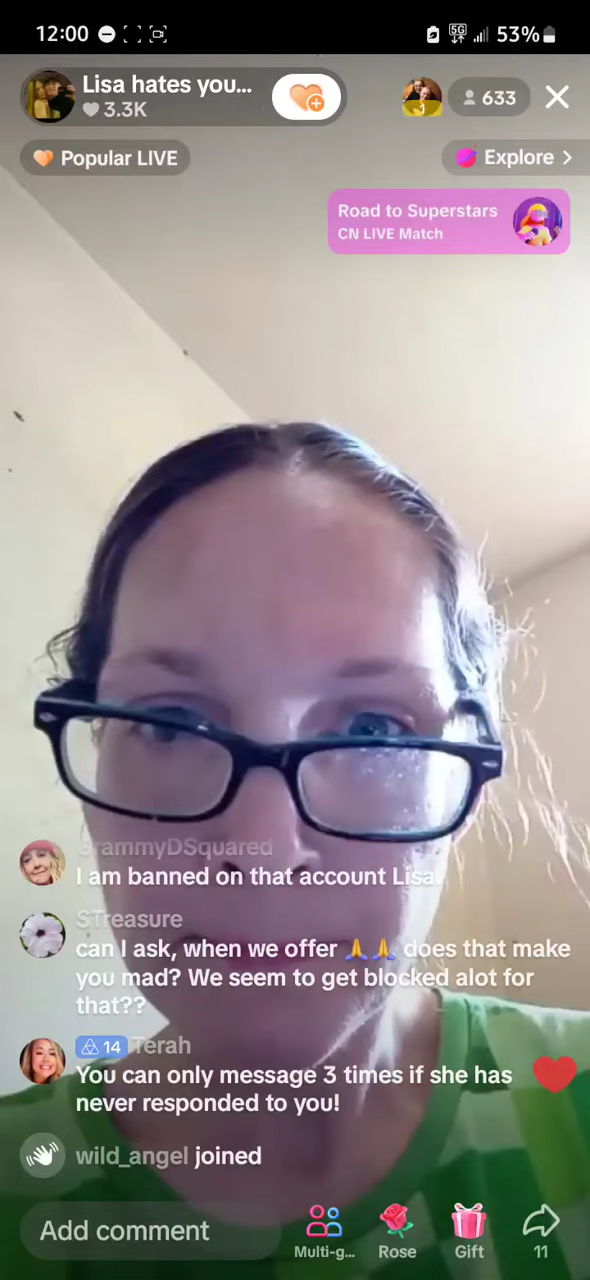 12:00
5G
53%
Lisa hates you...
3.3K
1
633
Popular LIVE
Explore
Road to Superstars
CN LIVE Match
GrammyDSquared
I am banned on that account Lisa
STreasure
can I ask, when we offer 🙏🙏 does that make
you mad? We seem to get blocked alot for
that??
14 Terah
You can only message 3 times if she has
never responded to you!
wild_angel joined
Add comment
Multi-g...
Rose
Gift
11